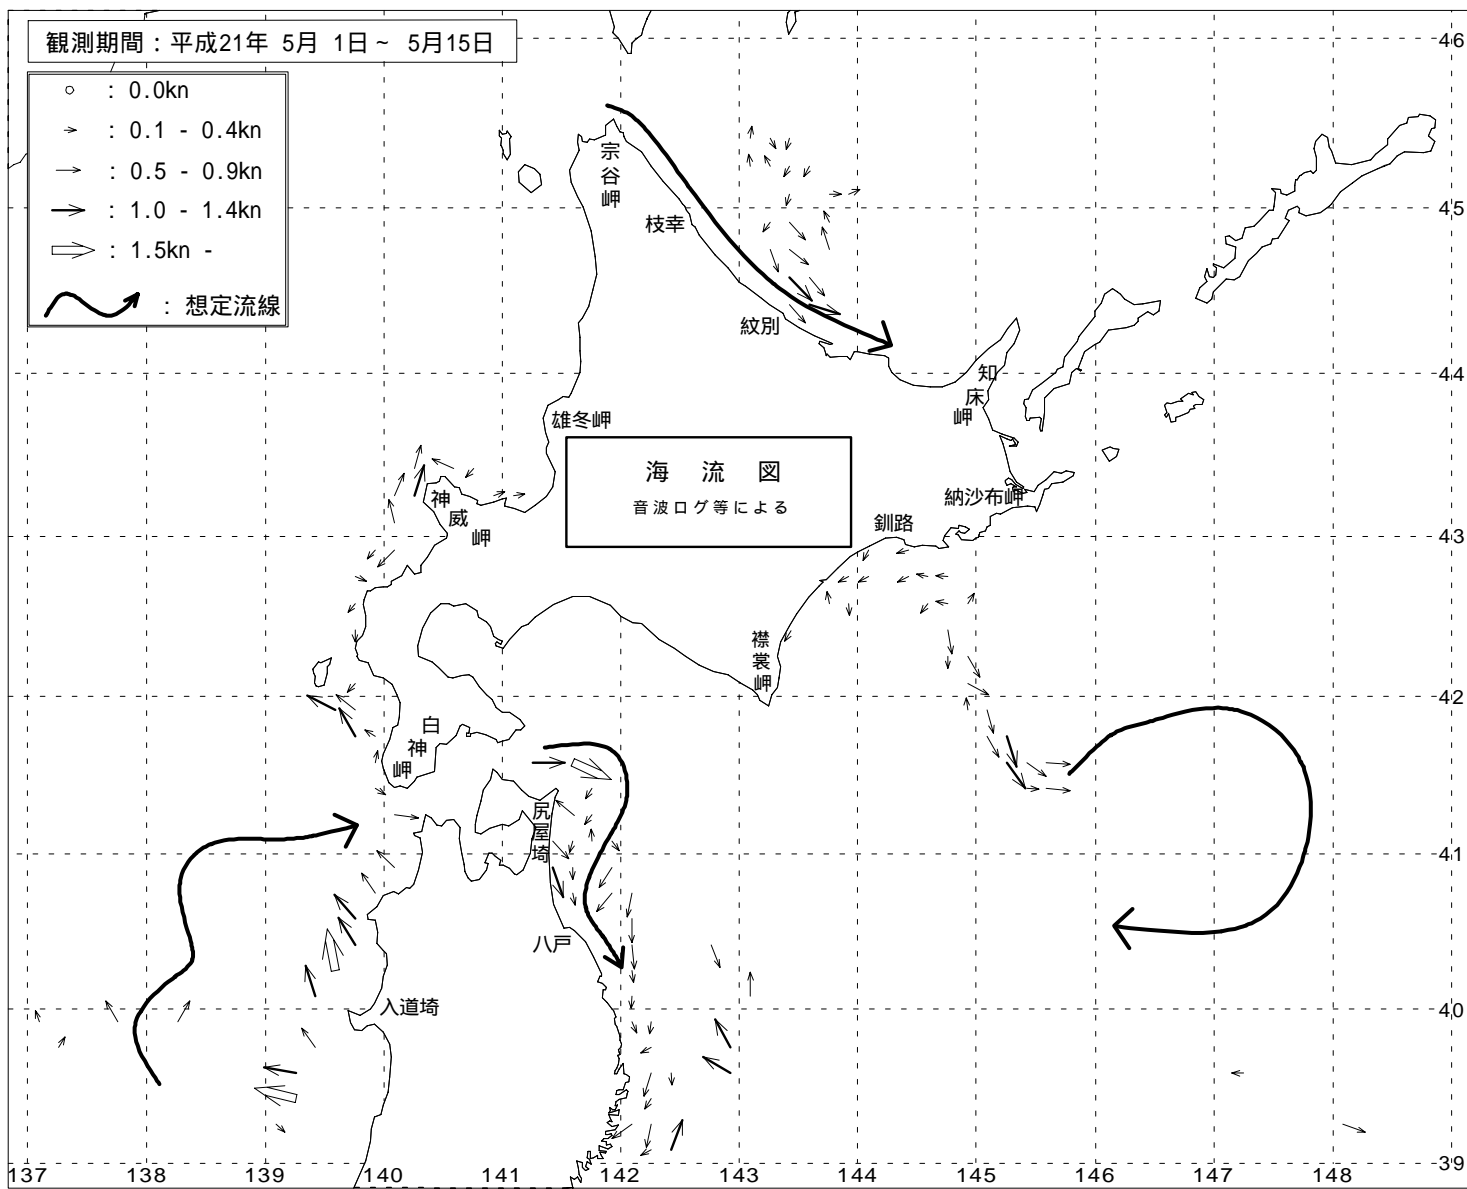 観測期間：平成21年 5月 1日～ 5月15日
: 0.0kn
: 0.1 - 0.4kn
: 0.5 - 0.9kn
: 1.0 - 1.4kn
: 1.5kn -
: 想定流線
宗谷岬
枝幸
紋別
知床岬
雄冬岬
海 流 図
音波ログ等による
神威岬
納沙布岬
釧路
襟裳岬
白神岬
尻屋埼
八戸
入道埼
46
45
44
43
42
41
40
39
137 138 139 140 141 142 143 144 145 146 147 148